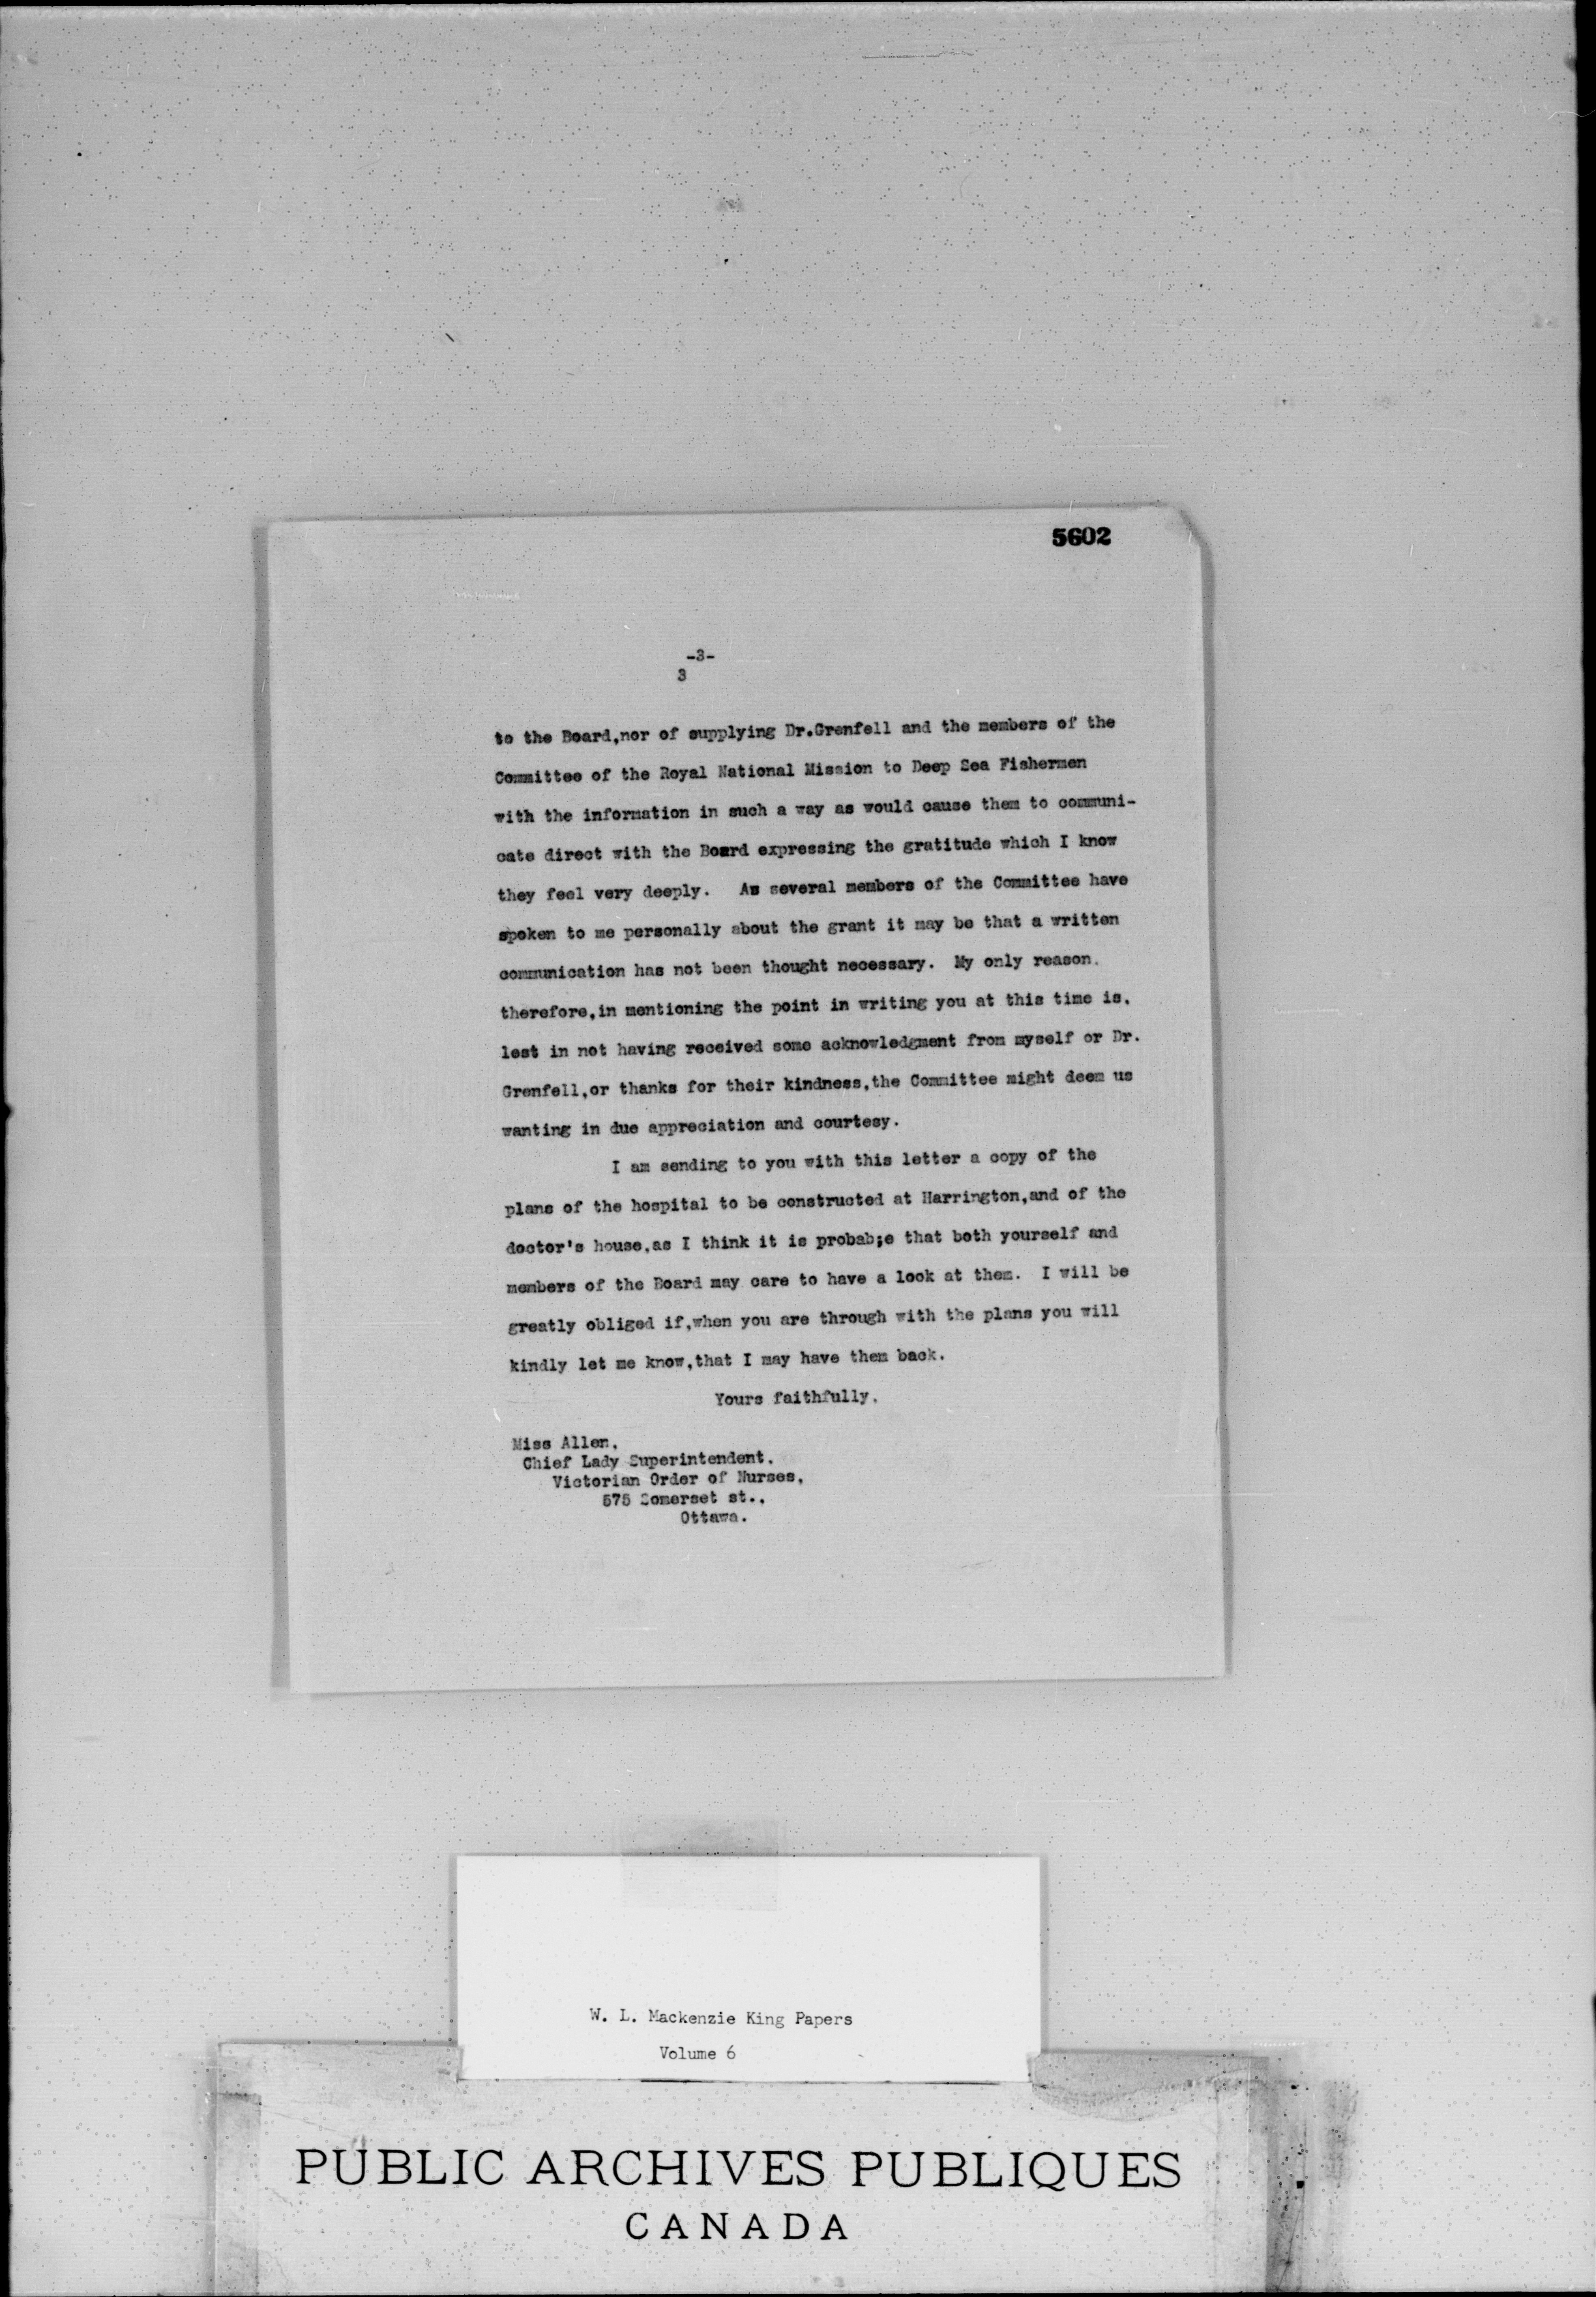 5602
-3-
3
to the Board,nor of supplying Dr.Grenfell and the members of the
Committee of the Royal National Mission to Deep Sea Fishermen
with the information in such a way as would cause them to communi-
cate direct with the Board expressing the gratitude which I know
they feel very deeply. As several members of the Committee have
spoken to me personally about the grant it may be that a written
communication has not been thought necessary. My only reason,
therefore,in mentioning the point in writing you at this time is,
lest in not having received some acknowledgment from myself or Dr.
Grenfell,or thanks for their kindness,the Committee might deem us
wanting in due appreciation and courtesy.
I am sending to you with this letter a copy of the
plans of the hospital to be constructed at Harrington,and of the
doctor's house,as I think it is probab;e that both yourself and
members of the Board may care to have a look at them. I will be
greatly obliged if,when you are through with the plans you will
kindly let me know,that I may have them back.
Yours faithfully,
Miss Allen,
Chief Lady Superintendent,
Victorian Order of Nurses,
575 Somerset st.,
Ottawa.
W. L. Mackenzie King Papers
Volume 6
PUBLIC ARCHIVES PUBLIQUES
CANADA